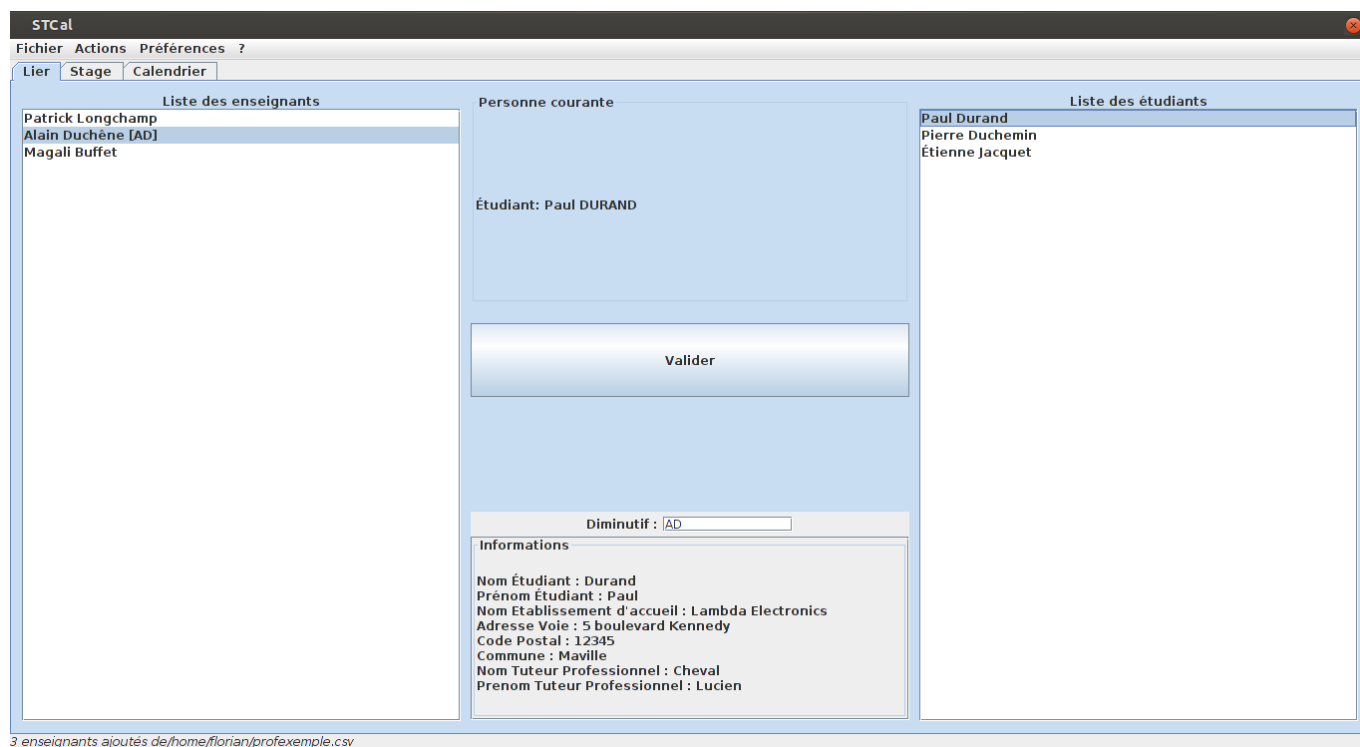 STCal
Fichier Actions Préférences ?
Lier Stage Calendrier
Liste des enseignants
Patrick Longchamp
Alain Duchêne [AD]
Magali Buffet
Personne courante
Étudiant: Paul DURAND
Valider
Diminutif : AD
Informations
Nom Étudiant : Durand
Prénom Étudiant : Paul
Nom Etablissement d'accueil : Lambda Electronics
Adresse Voie : 5 boulevard Kennedy
Code Postal : 12345
Commune : Maville
Nom Tuteur Professionnel : Cheval
Prenom Tuteur Professionnel : Lucien
Liste des étudiants
Paul Durand
Pierre Duchemin
Étienne Jacquet
3 enseignants ajoutés de/home/florian/profexemple.csv